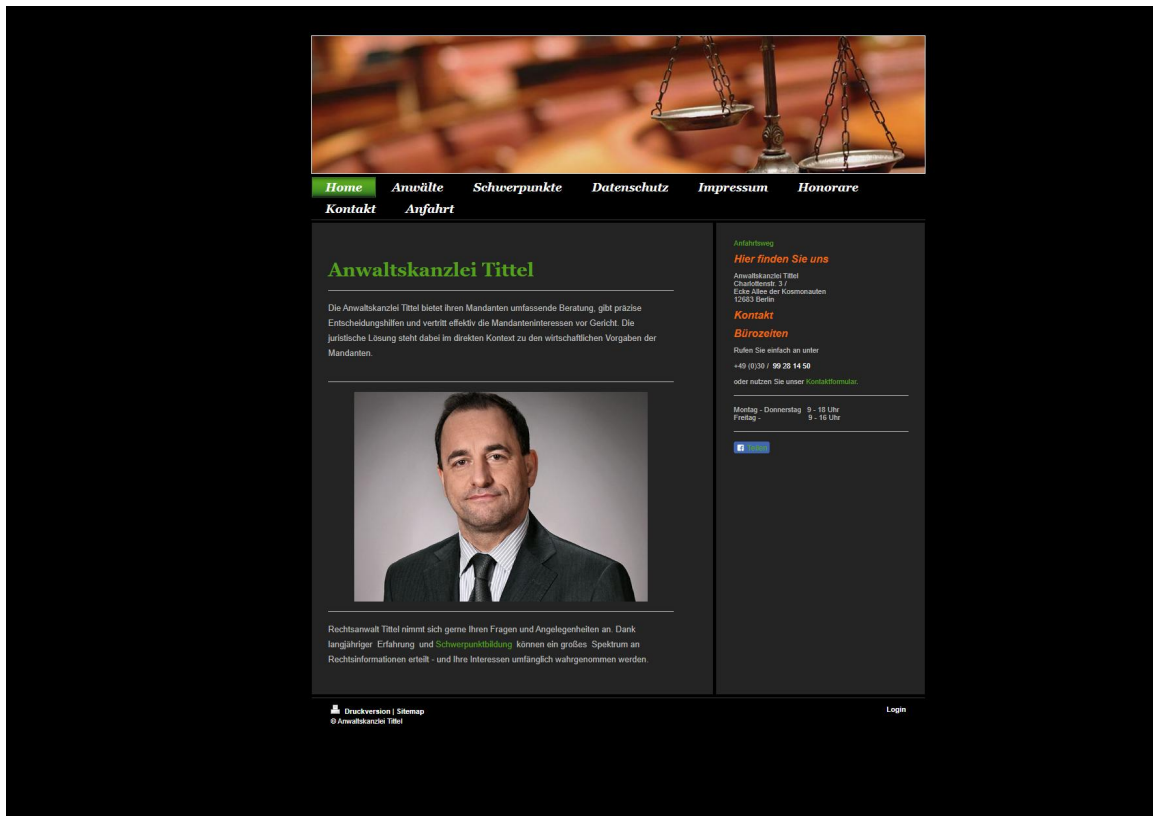 Home Anwälte Schwerpunkte Datenschutz Impressum Honorare
Kontakt Anfahrt
Anwaltskanzlei Tittel
Die Anwaltskanzlei Tittel bietet ihren Mandanten umfassende Beratung, gibt präzise
Entscheidungshilfen und vertritt effektiv die Mandanteninteressen vor Gericht. Die
juristische Lösung steht dabei im direkten Kontext zu den wirtschaftlichen Vorgaben der
Mandanten.
Rechtsanwalt Tittel nimmt sich gerne Ihren Fragen und Angelegenheiten an. Dank
langjähriger Erfahrung und Schwerpunktbildung können ein großes Spektrum an
Rechtsinformationen erteilt - und Ihre Interessen umfänglich wahrgenommen werden.
Anfahrtsweg
Hier finden Sie uns
Anwaltskanzlei Tittel
Charlottenstr. 3 /
Ecke Allee der Kosmonauten
12683 Berlin
Kontakt
Bürozeiten
Rufen Sie einfach an unter
+49 (0)30 / 99 28 14 50
oder nutzen Sie unser Kontaktformular.
Montag - Donnerstag 9 - 18 Uhr
Freitag - 9 - 16 Uhr
Teilen
Druckversion | Sitemap
© Anwaltskanzlei Tittel
Login